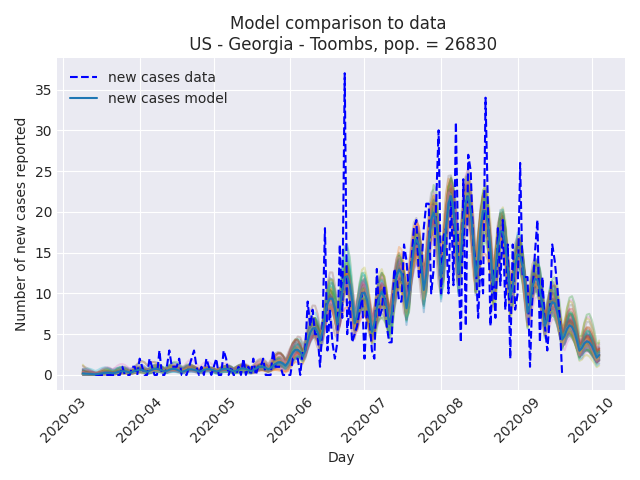 Model comparison to data
US - Georgia - Toombs, pop. = 26830
new cases data
new cases model
Number of new cases reported
35
30
25
20
15
10
5
0
2020-03
2020-04
2020-05
2020-06
2020-07
2020-08
2020-09
2020-10
Day